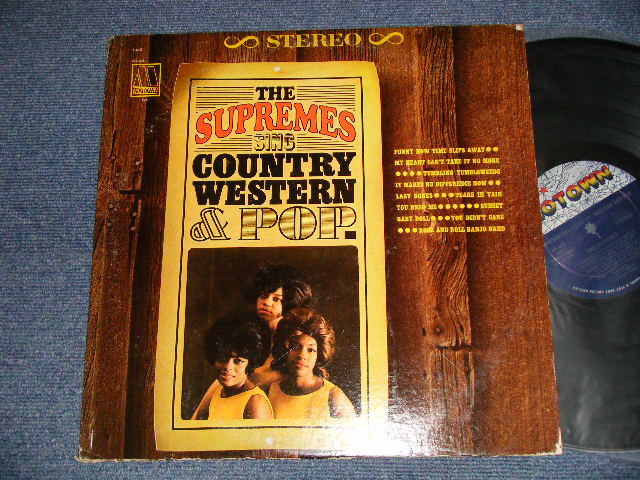 STEREO
MOTOWN
THE
SUPREMES
SING
COUNTRY
WESTERN
& POP.
FUNNY HOW TIME SLIPS AWAY
MY HEART CAN'T TAKE IT NO MORE
TUMBLING TUMBLEWEEDS
IT MAKES NO DIFFERENCE NOW
LAZY BONES TEARS IN VAIN
YOU NEED ME SUNSET
BABY DOLL YOU DIDN'T CARE
ROCK AND ROLL BANJO BAND
OTOWN